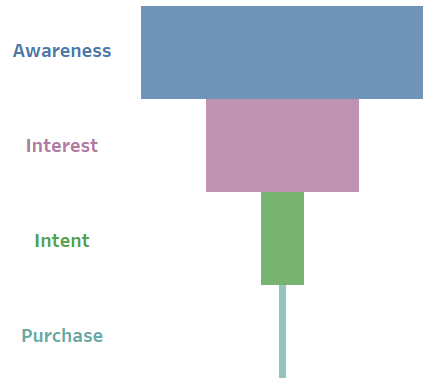 Awareness
Interest
Intent
Purchase